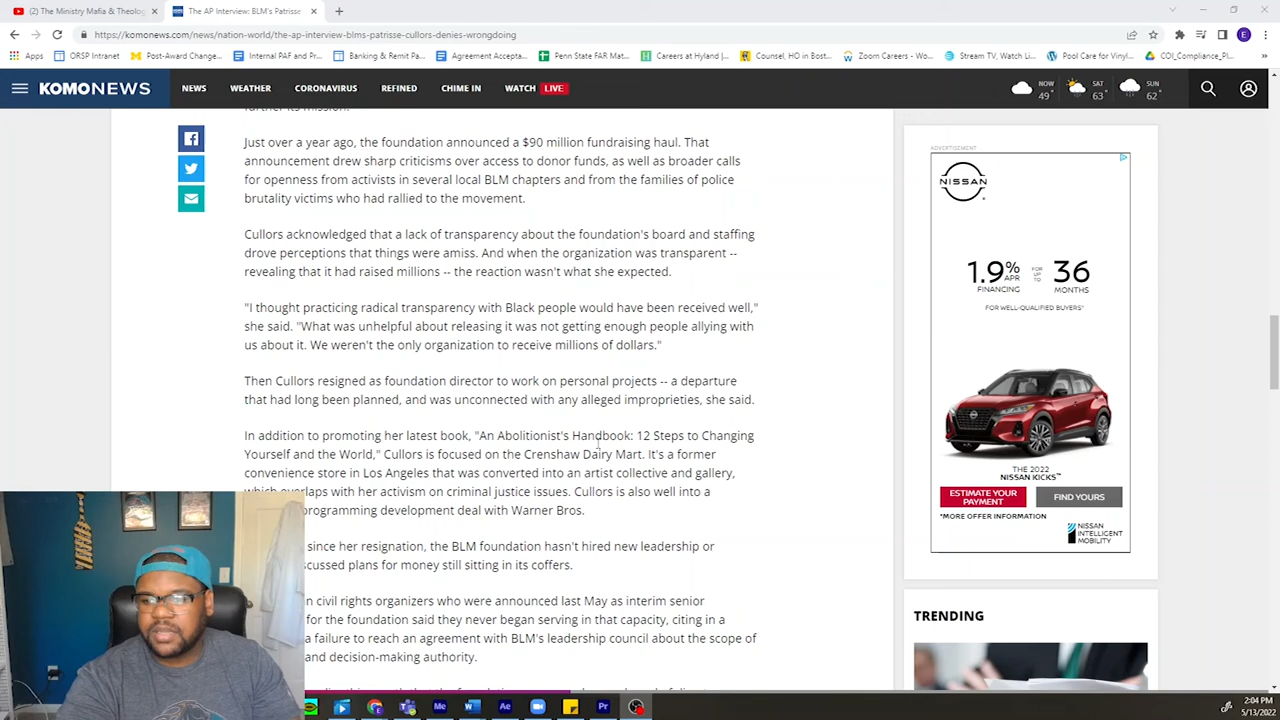 (2) The Ministry Mafia & Theolog
The AP Interview: BLM's Patrisse
https://komonews.com/news/nation-world/the-ap-interview-blms-patrisse-cullors-denies-wrongdoing
YouTube
ORSP Intranet
Post-Award Change...
Internal PAF and Pr...
Banking & Remit Pa...
Agreement Accepta...
Penn State FAR Mat...
Careers at Hyland |...
Counsel, HO in Bost...
Zoom Careers - Wo...
Stream TV, Watch Li...
Pool Care for Vinyl...
COI_Compliance_Pl...
KOMONEWS
NEWS
WEATHER
CORONAVIRUS
REFINED
CHIME IN
WATCH LIVE
NOW 49°
SAT 63°
SUN 62°
further its mission.
Just over a year ago, the foundation announced a $90 million fundraising haul. That
announcement drew sharp criticisms over access to donor funds, as well as broader calls
for openness from activists in several local BLM chapters and from the families of police
brutality victims who had rallied to the movement.
Cullors acknowledged that a lack of transparency about the foundation's board and staffing
drove perceptions that things were amiss. And when the organization was transparent --
revealing that it had raised millions -- the reaction wasn't what she expected.
"I thought practicing radical transparency with Black people would have been received well,"
she said. "What was unhelpful about releasing it was not getting enough people allying with
us about it. We weren't the only organization to receive millions of dollars."
Then Cullors resigned as foundation director to work on personal projects -- a departure
that had long been planned, and was unconnected with any alleged improprieties, she said.
In addition to promoting her latest book, "An Abolitionist's Handbook: 12 Steps to Changing
Yourself and the World," Cullors is focused on the Crenshaw Dairy Mart. It's a former
convenience store in Los Angeles that was converted into an artist collective and gallery,
which overlaps with her activism on criminal justice issues. Cullors is also well into a
programming development deal with Warner Bros.
since her resignation, the BLM foundation hasn't hired new leadership or
scussed plans for money still sitting in its coffers.
n civil rights organizers who were announced last May as interim senior
for the foundation said they never began serving in that capacity, citing in a
a failure to reach an agreement with BLM's leadership council about the scope of
and decision-making authority.
ADVERTISEMENT
NISSAN
1.9% APR FINANCING
FOR UP TO
36 MONTHS
FOR WELL-QUALIFIED BUYERS*
THE 2022
NISSAN KICKS™
ESTIMATE YOUR PAYMENT
FIND YOURS
*MORE OFFER INFORMATION
NISSAN INTELLIGENT MOBILITY
TRENDING
2:04 PM
5/13/2022